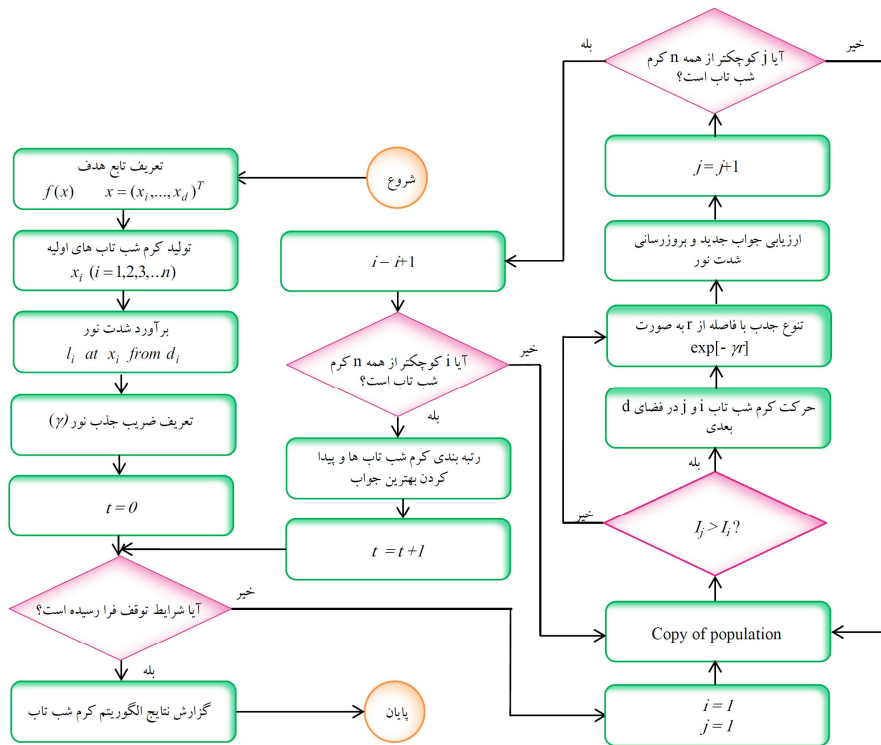 شروع
تعریف تابع هدف
f(x) x = (x_i,...,x_d)^T
تولید کرم شب تاب های اولیه
x_i (i = 1,2,3,..n)
برآورد شدت نور
l_i at x_i from d_i
تعریف ضریب جذب نور (γ)
t = 0
آیا شرایط توقف فرا رسیده است؟
خیر
بله
گزارش نتایج الگوریتم کرم شب تاب
پایان
i = 1
j = 1
Copy of population
I_j > I_i ?
خیر
بله
حرکت کرم شب تاب i و j در فضای d
بعدی
تنوع جذب با فاصله از r به صورت
exp[- γr]
ارزیابی جواب جدید و بروزرسانی
شدت نور
j = j+1
آیا j کوچکتر از همه n کرم
شب تاب است؟
خیر
بله
i – i+1
آیا i کوچکتر از همه n کرم
شب تاب است؟
خیر
بله
رتبه بندی کرم شب تاب ها و پیدا
کردن بهترین جواب
t = t+1